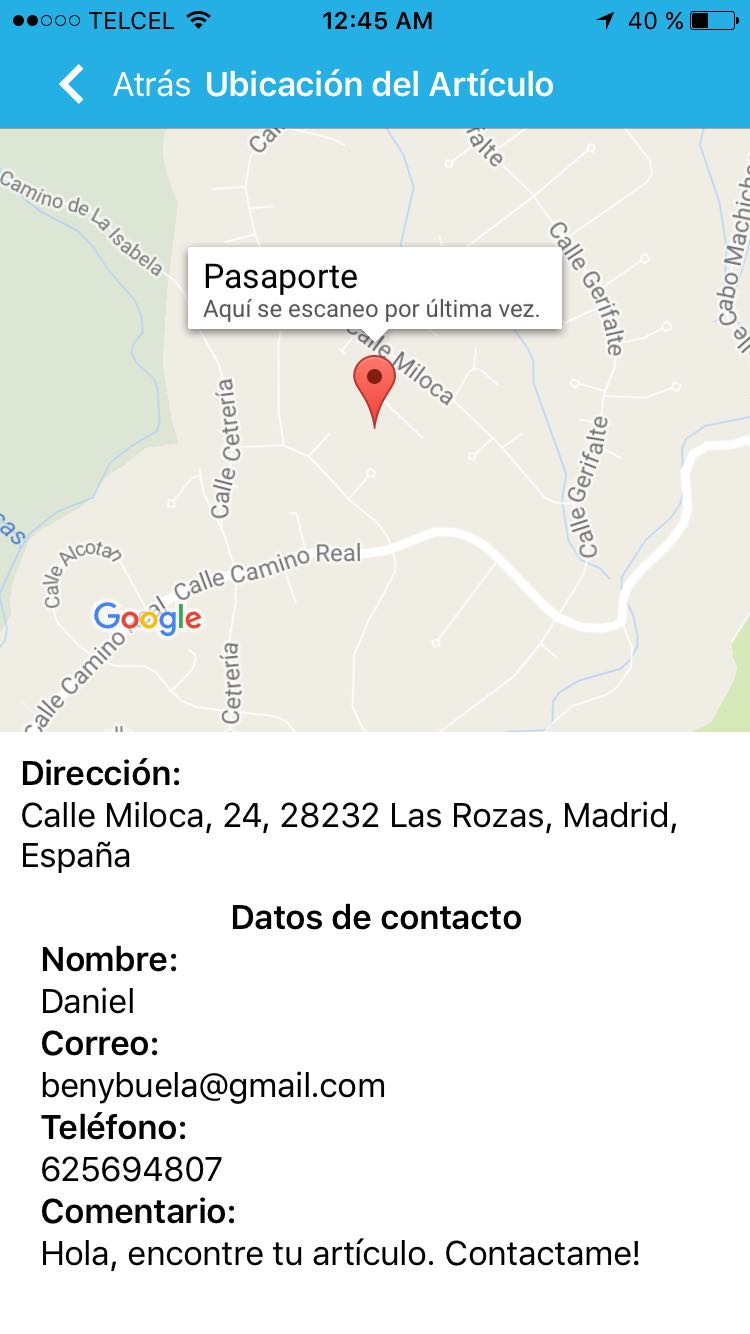 TELCEL 12:45 AM 40 %
Atrás Ubicación del Artículo
Camino de La Isabela
Calle Gerifalte
Cabo Machicha
Pasaporte
Aquí se escaneo por última vez.
Calle Miloca
Calle Cetrería
Calle Gerifalte
Calle Alcotan
Calle Camino Real
Google
Calle Camino Real
Cetrería
Dirección:
Calle Miloca, 24, 28232 Las Rozas, Madrid,
España
Datos de contacto
Nombre:
Daniel
Correo:
benybuela@gmail.com
Teléfono:
625694807
Comentario:
Hola, encontre tu artículo. Contactame!